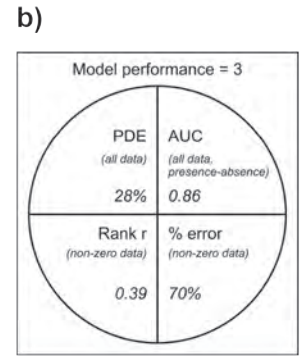 b)
Model performance = 3
PDE
(all data)
28%
AUC
(all data,
presence-absence)
0.86
Rank r
(non-zero data)
0.39
% error
(non-zero data)
70%